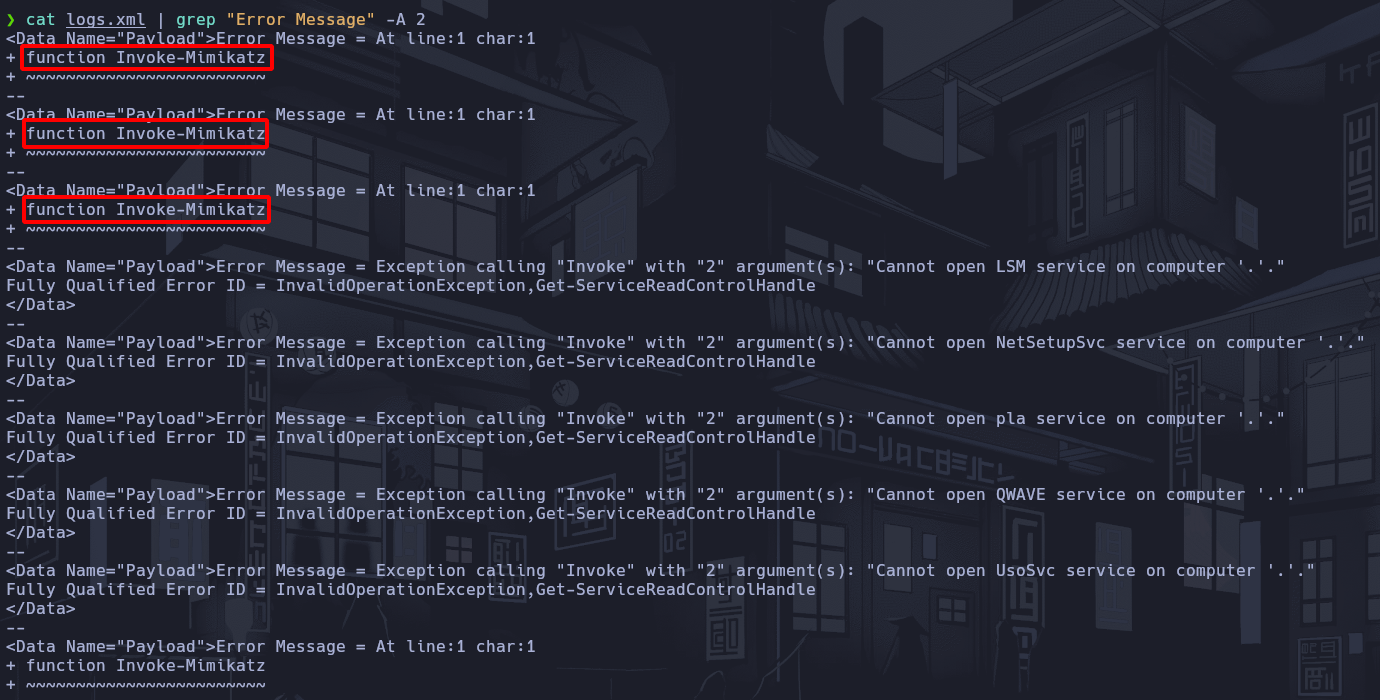 ❯ cat logs.xml | grep "Error Message" -A 2
<Data Name="Payload">Error Message = At line:1 char:1
+ function Invoke-Mimikatz
+ ~~~~~~~~~~~~~~~~~~~~~~~~
--
<Data Name="Payload">Error Message = At line:1 char:1
+ function Invoke-Mimikatz
+ ~~~~~~~~~~~~~~~~~~~~~~~~
--
<Data Name="Payload">Error Message = At line:1 char:1
+ function Invoke-Mimikatz
+ ~~~~~~~~~~~~~~~~~~~~~~~~
--
<Data Name="Payload">Error Message = Exception calling "Invoke" with "2" argument(s): "Cannot open LSM service on computer '.'."
Fully Qualified Error ID = InvalidOperationException,Get-ServiceReadControlHandle
</Data>
--
<Data Name="Payload">Error Message = Exception calling "Invoke" with "2" argument(s): "Cannot open NetSetupSvc service on computer '.'."
Fully Qualified Error ID = InvalidOperationException,Get-ServiceReadControlHandle
</Data>
--
<Data Name="Payload">Error Message = Exception calling "Invoke" with "2" argument(s): "Cannot open pla service on computer '.'."
Fully Qualified Error ID = InvalidOperationException,Get-ServiceReadControlHandle
</Data>
--
<Data Name="Payload">Error Message = Exception calling "Invoke" with "2" argument(s): "Cannot open QWAVE service on computer '.'."
Fully Qualified Error ID = InvalidOperationException,Get-ServiceReadControlHandle
</Data>
--
<Data Name="Payload">Error Message = Exception calling "Invoke" with "2" argument(s): "Cannot open UsoSvc service on computer '.'."
Fully Qualified Error ID = InvalidOperationException,Get-ServiceReadControlHandle
</Data>
--
<Data Name="Payload">Error Message = At line:1 char:1
+ function Invoke-Mimikatz
+ ~~~~~~~~~~~~~~~~~~~~~~~~